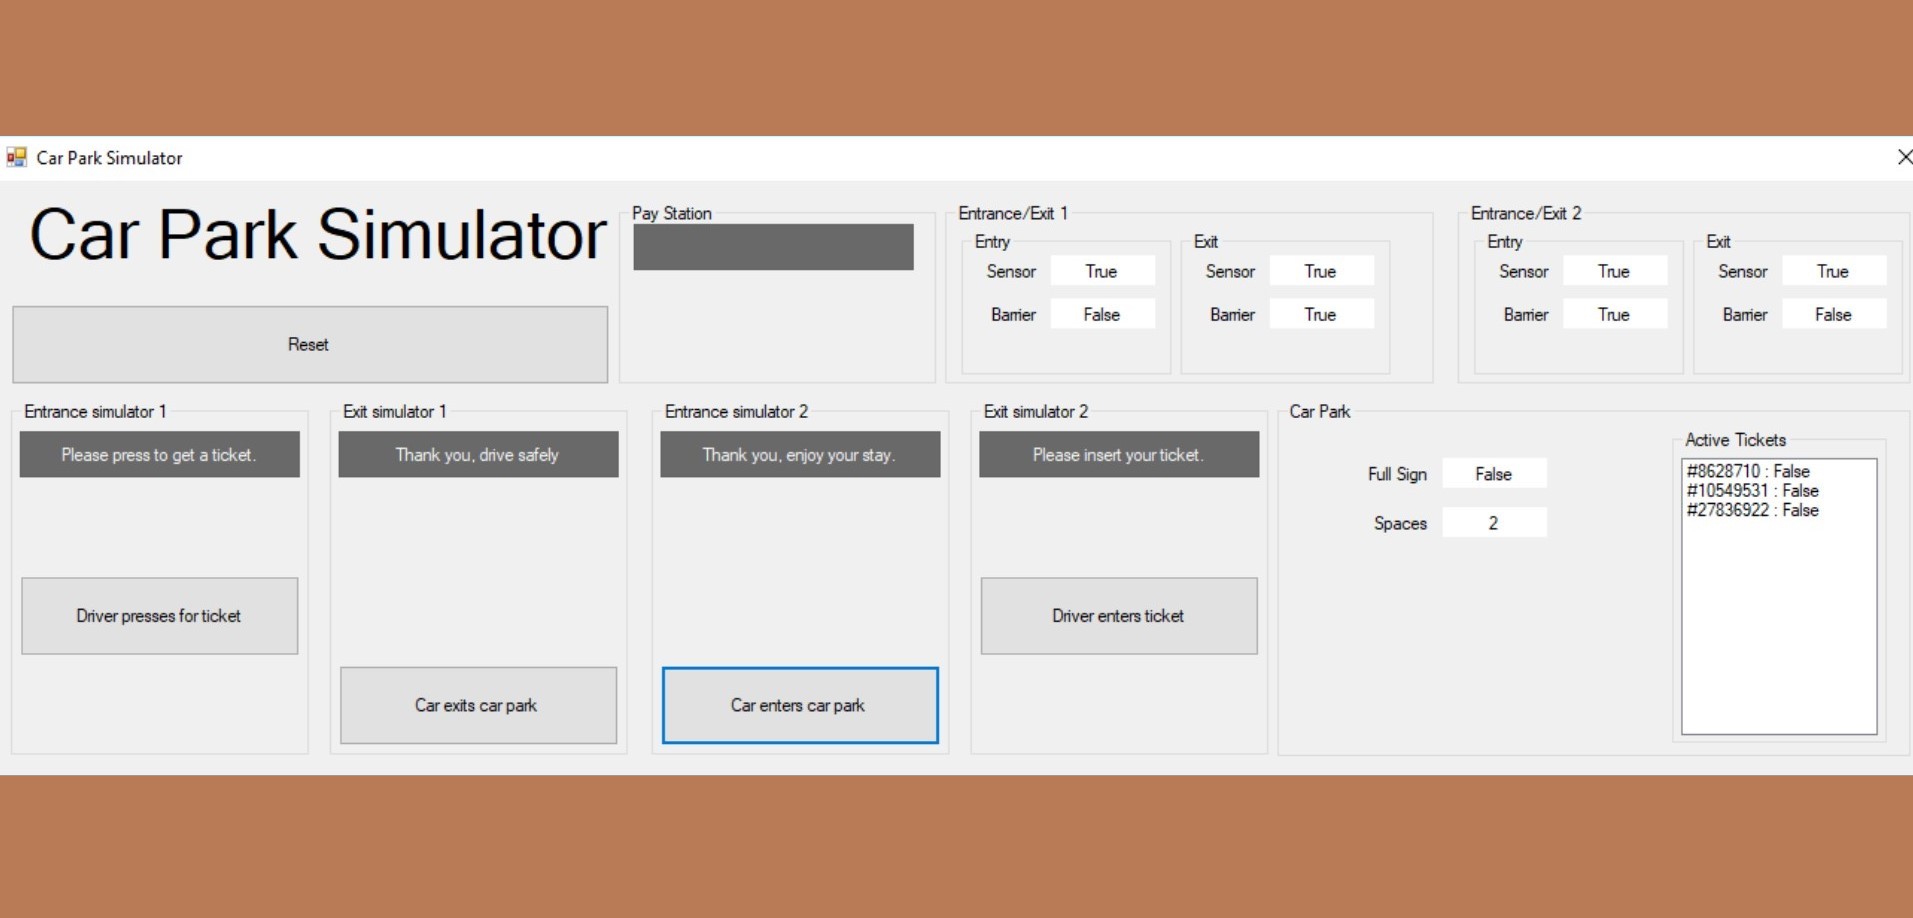 Car Park Simulator
Car Park Simulator
Reset
Pay Station
Entrance/Exit 1
Entry
Sensor True
Barrier False
Exit
Sensor True
Barrier True
Entrance/Exit 2
Entry
Sensor True
Barrier True
Exit
Sensor True
Barrier False
Entrance simulator 1
Please press to get a ticket.
Driver presses for ticket
Exit simulator 1
Thank you, drive safely
Car exits car park
Entrance simulator 2
Thank you, enjoy your stay.
Car enters car park
Exit simulator 2
Please insert your ticket.
Driver enters ticket
Car Park
Full Sign False
Spaces 2
Active Tickets
#8628710 : False
#10549531 : False
#27836922 : False